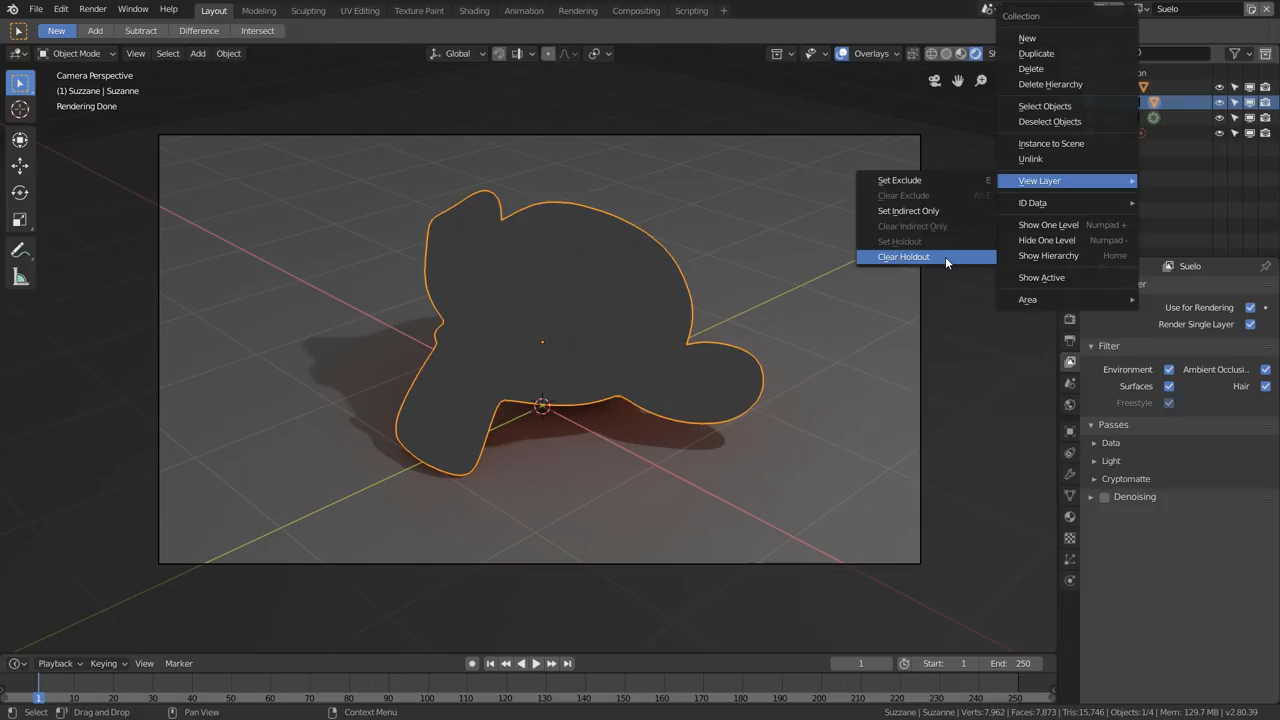 File Edit Render Window Help Layout Modeling Sculpting UV Editing Texture Paint Shading Animation Rendering Compositing Scripting + Suelo
New Add Subtract Difference Intersect
Object Mode View Select Add Object Global Overlays
Camera Perspective
(1) Suzanne : Suzanne
Rendering Done
Collection
New
Duplicate
Delete
Delete Hierarchy
Select Objects
Deselect Objects
Instance to Scene
Unlink
View Layer
ID Data
Show One Level Numpad +
Hide One Level Numpad -
Show Hierarchy Home
Show Active
Area
Set Exclude E
Clear Exclude Alt E
Set Indirect Only
Clear Indirect Only
Set Holdout
Clear Holdout
Suelo
Use for Rendering
Render Single Layer
Filter
Environment Ambient Occlusi..
Surfaces Hair
Freestyle
Passes
Data
Light
Cryptomatte
Denoising
Playback Keying View Marker 1 Start: 1 End: 250
1 10 20 30 40 50 60 70 80 90 100 110 120 130 140 150 160 170 180 190 200 210 220 230 240 250
Select Drag and Drop Pan View Context Menu Suzzane | Suzanne | Verts:7,962 | Faces:7,873 | Tris:15,746 | Objects:1/4 | Mem: 129.7 MB | v2.80.39